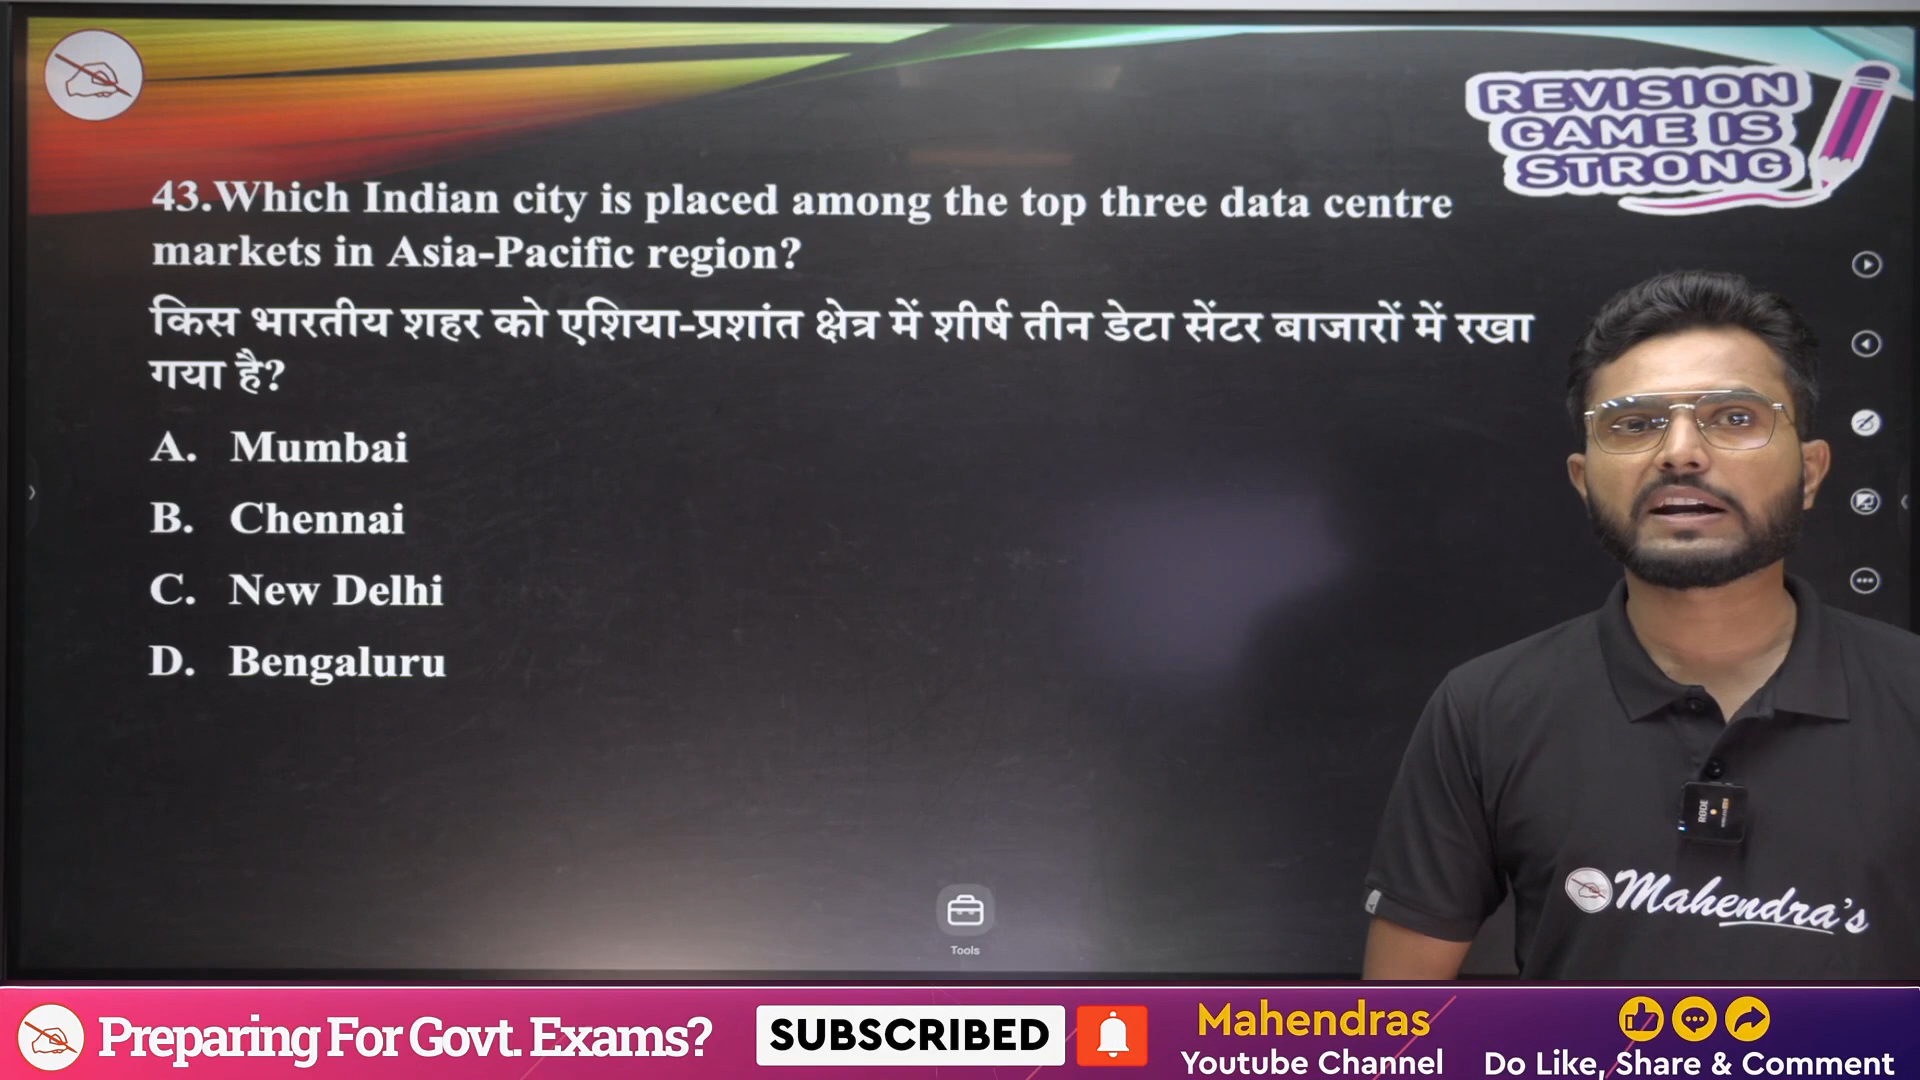 REVISION
GAME IS
STRONG
43.Which Indian city is placed among the top three data centre
markets in Asia-Pacific region?
किस भारतीय शहर को एशिया-प्रशांत क्षेत्र में शीर्ष तीन डेटा सेंटर बाजारों में रखा
गया है?
A. Mumbai
B. Chennai
C. New Delhi
D. Bengaluru
RODE
Mahendra's
Tools
Preparing For Govt. Exams?
SUBSCRIBED
Mahendras
Youtube Channel
Do Like, Share & Comment